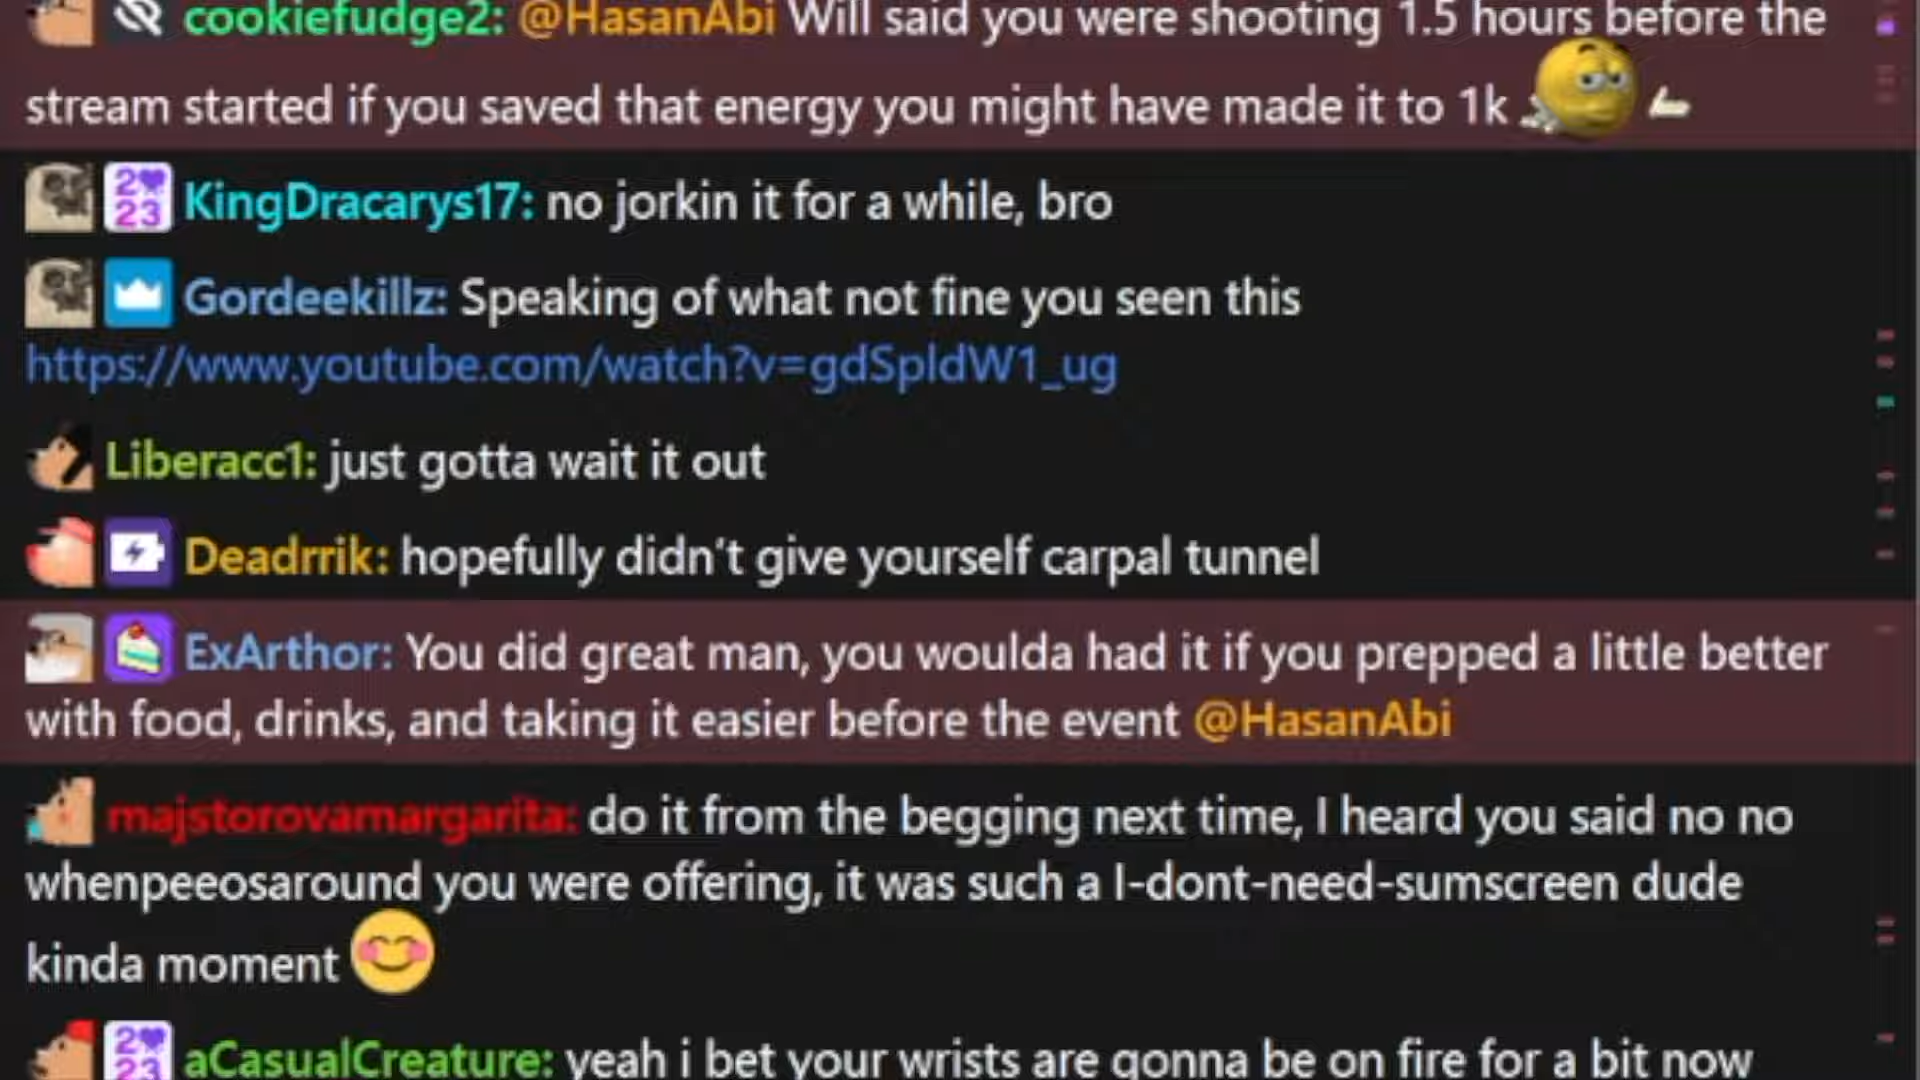 cookiefudge2: @HasanAbi Will said you were shooting 1.5 hours before the
stream started if you saved that energy you might have made it to 1k
2023 KingDracarys17: no jorkin it for a while, bro
Gordeekillz: Speaking of what not fine you seen this
https://www.youtube.com/watch?v=gdSpldW1_ug
Liberacc1: just gotta wait it out
Deadrrik: hopefully didn't give yourself carpal tunnel
ExArthor: You did great man, you woulda had it if you prepped a little better
with food, drinks, and taking it easier before the event @HasanAbi
majstorovamargarita: do it from the begging next time, I heard you said no no
whenpeeosaround you were offering, it was such a I-dont-need-sumscreen dude
kinda moment
2023 aCasualCreature: yeah i bet your wrists are gonna be on fire for a bit now